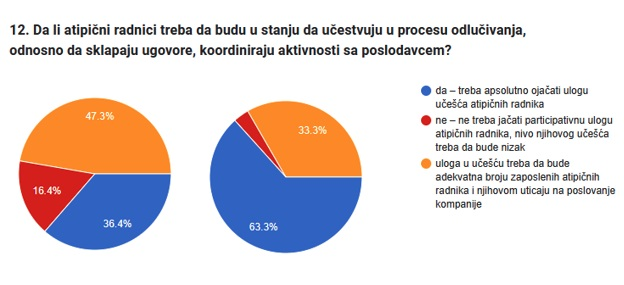 12. Da li atipični radnici treba da budu u stanju da učestvuju u procesu odlučivanja,
odnosno da sklapaju ugovore, koordiniraju aktivnosti sa poslodavcem?
47.3%
16.4%
36.4%
33.3%
63.3%
da – treba apsolutno ojačati ulogu
učešća atipičnih radnika
ne – ne treba jačati participativnu ulogu
atipičnih radnika, nivo njihovog učešća
treba da bude nizak
uloga u učešću treba da bude
adekvatna broju zaposlenih atipičnih
radnika i njihovom uticaju na poslovanje
kompanije